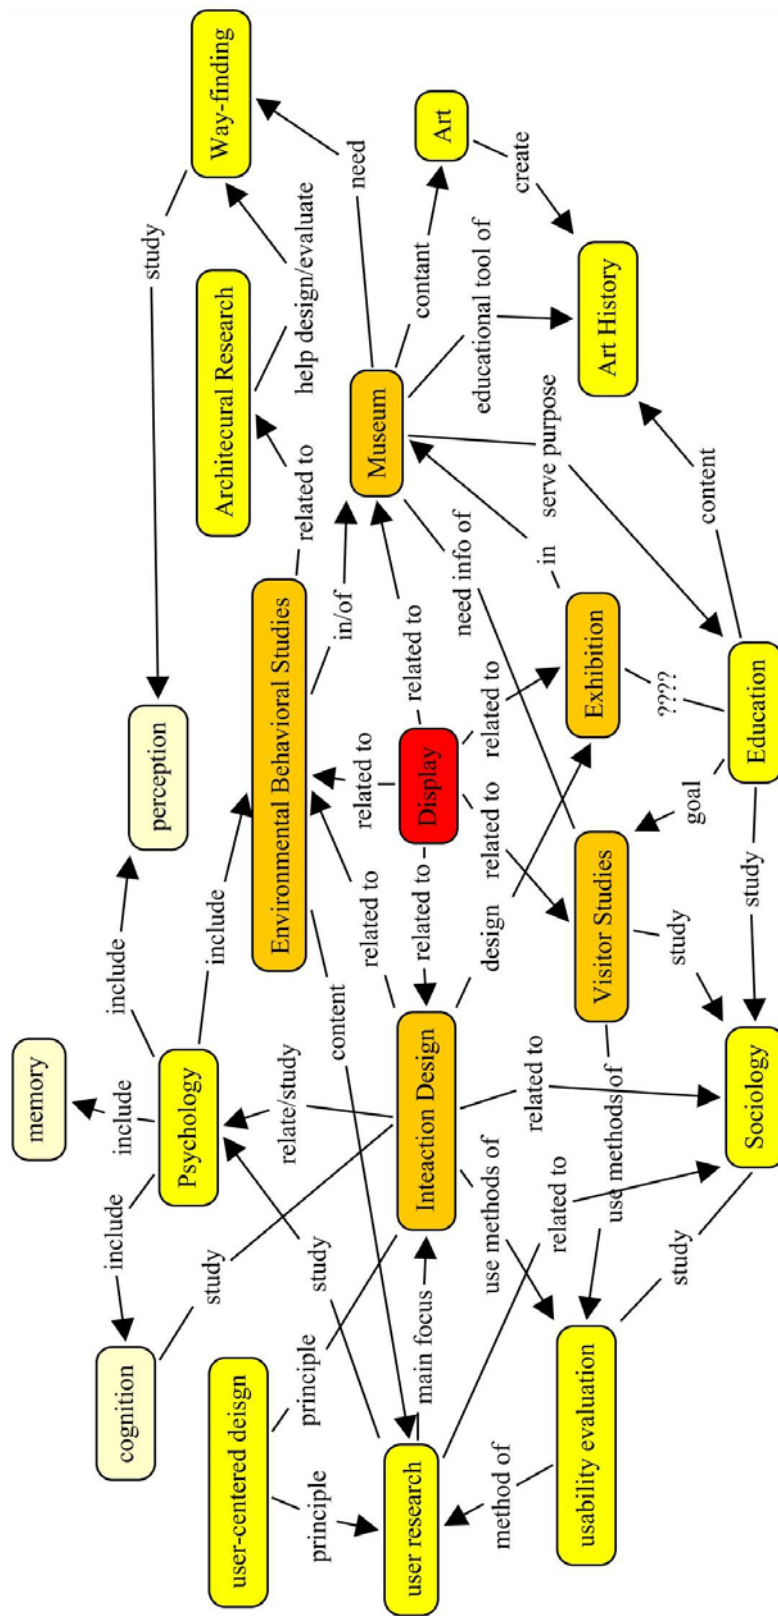 memory
cognition
include
include
include
perception
study
Way-finding
Psychology
study
user-centered deisgn
principle
principle
relate/study
include
Architecural Research
help design/evaluate
need
Environmental Behavioral Studies
related to
in/of
study
content
related to
related to
Museum
contant
Art
create
user research
main focus
Inteaction Design
related to
Display
related to
need info of
educational tool of
method of
use methods of
related to
design
related to
related to
in
serve purpose
Art History
usability evaluation
related to
use methods of
Visitor Studies
Exhibition
????
content
study
study
goal
study
Sociology
Education